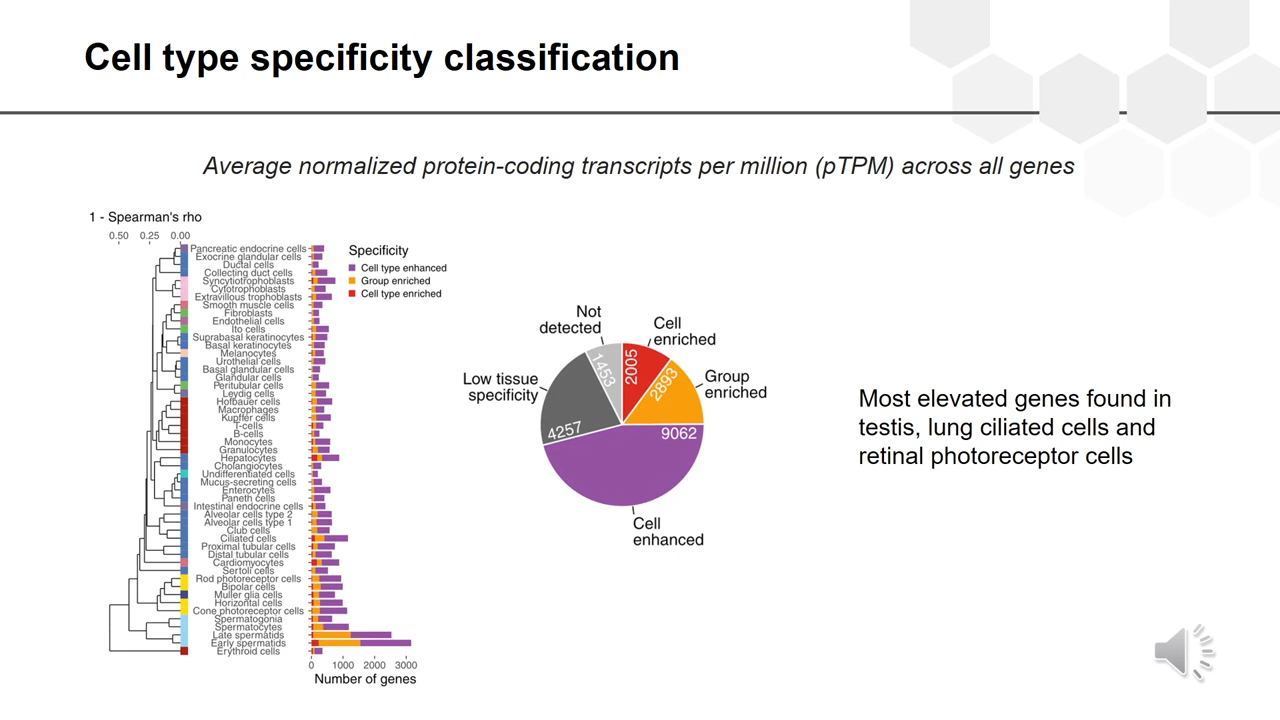 Cell type specificity classification
Average normalized protein-coding transcripts per million (pTPM) across all genes
1 - Spearman's rho
0.50 0.25 0.00
Pancreatic endocrine cells
Exocrine glandular cells
Ductal cells
Collecting duct cells
Syncytiotrophoblasts
Cytotrophoblasts
Extravillous trophoblasts
Smooth muscle cells
Fibroblasts
Endothelial cells
Ito cells
Suprabasal keratinocytes
Basal keratinocytes
Melanocytes
Urothelial cells
Basal glandular cells
Glandular cells
Peritubular cells
Leydig cells
Hofbauer cells
Macrophages
Kupffer cells
T-cells
B-cells
Monocytes
Granulocytes
Hepatocytes
Cholangiocytes
Undifferentiated cells
Mucus-secreting cells
Enterocytes
Paneth cells
Intestinal endocrine cells
Alveolar cells type 2
Alveolar cells type 1
Club cells
Ciliated cells
Proximal tubular cells
Distal tubular cells
Cardiomyocytes
Sertoli cells
Rod photoreceptor cells
Bipolar cells
Muller glia cells
Horizontal cells
Cone photoreceptor cells
Spermatogonia
Spermatocytes
Late spermatids
Early spermatids
Erythroid cells
0 1000 2000 3000
Number of genes
Specificity
Cell type enhanced
Group enriched
Cell type enriched
Not
detected
Cell
enriched
Group
enriched
Low tissue
specificity
Cell
enhanced
1453
2005
2893
4257
9062
Most elevated genes found in
testis, lung ciliated cells and
retinal photoreceptor cells